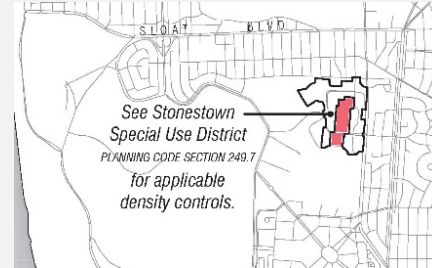 SLOAT BLVD
See Stonestown
Special Use District
PLANNING CODE SECTION 249.7
for applicable
density controls.